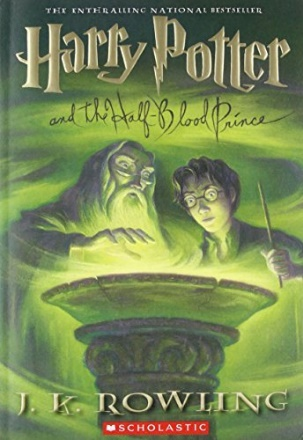 THE ENTHRALLING NATIONAL BESTSELLER
Harry Potter
and the Half-Blood Prince
J. K. ROWLING
SCHOLASTIC